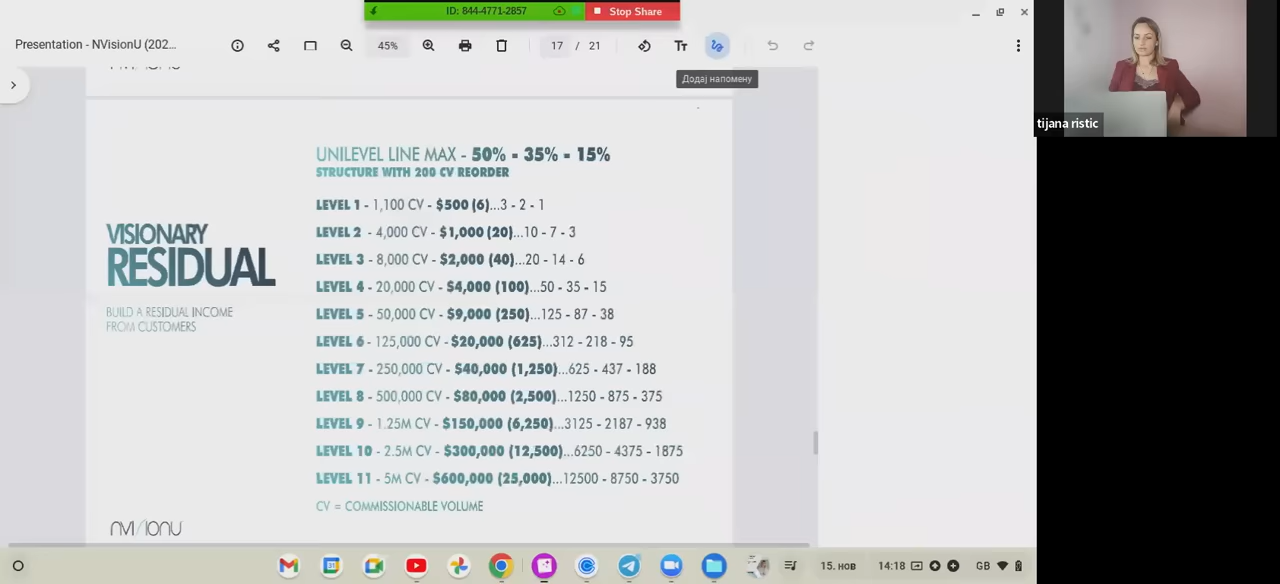 ID: 844-4771-2857
Stop Share
Presentation - NVisionU (202...
45%
17 / 21
Додај напомену
tijana ristic
UNILEVEL LINE MAX - 50% - 35% - 15%
STRUCTURE WITH 200 CV REORDER
LEVEL 1 - 1,100 CV - $500 (6)...3 - 2 - 1
LEVEL 2 - 4,000 CV - $1,000 (20)...10 - 7 - 3
LEVEL 3 - 8,000 CV - $2,000 (40)...20 - 14 - 6
LEVEL 4 - 20,000 CV - $4,000 (100)...50 - 35 - 15
LEVEL 5 - 50,000 CV - $9,000 (250)...125 - 87 - 38
LEVEL 6 - 125,000 CV - $20,000 (625)...312 - 218 - 95
LEVEL 7 - 250,000 CV - $40,000 (1,250)...625 - 437 - 188
LEVEL 8 - 500,000 CV - $80,000 (2,500)...1250 - 875 - 375
LEVEL 9 - 1.25M CV - $150,000 (6,250)...3125 - 2187 - 938
LEVEL 10 - 2.5M CV - $300,000 (12,500)...6250 - 4375 - 1875
LEVEL 11 - 5M CV - $600,000 (25,000)...12500 - 8750 - 3750
CV = COMMISSIONABLE VOLUME
VISIONARY
RESIDUAL
BUILD A RESIDUAL INCOME
FROM CUSTOMERS
NVISIONU
15. нов
14:18
GB